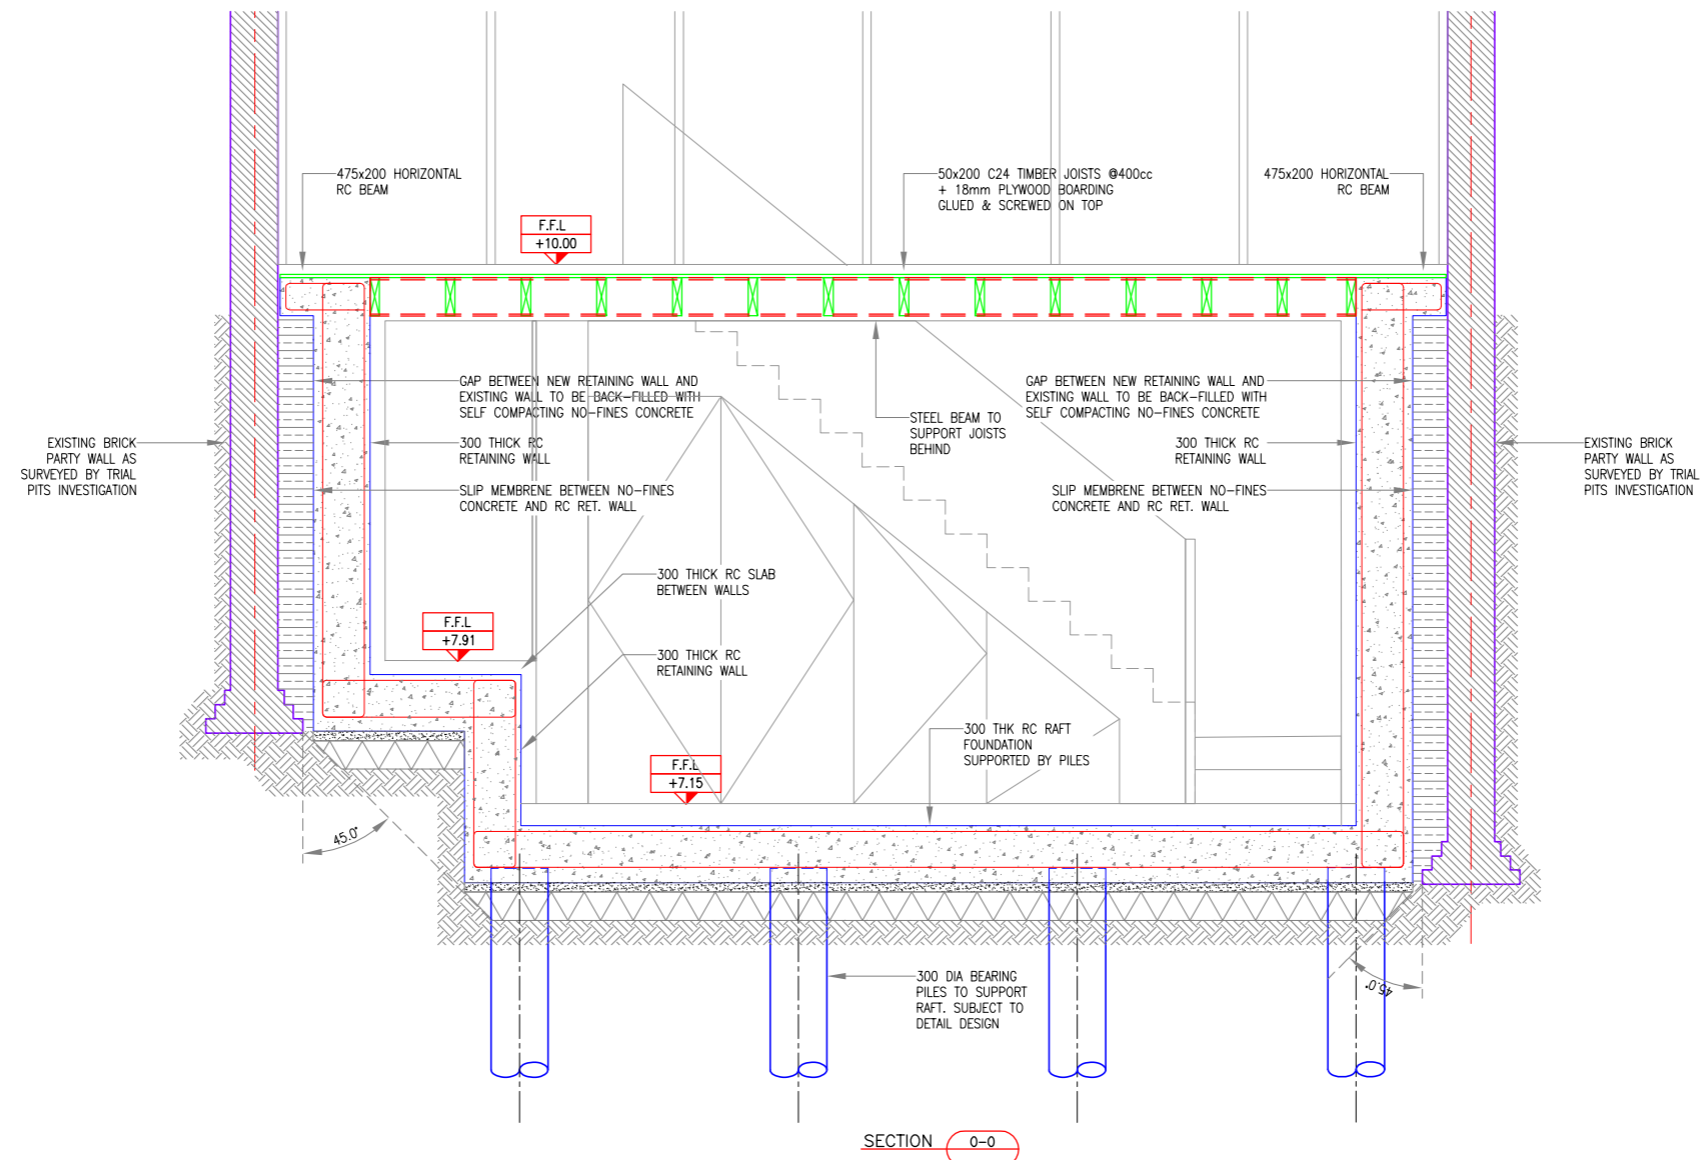 475x200 HORIZONTAL
RC BEAM
F.F.L
+10.00
50x200 C24 TIMBER JOISTS @400cc
+ 18mm PLYWOOD BOARDING
GLUED & SCREWED ON TOP
475x200 HORIZONTAL
RC BEAM
GAP BETWEEN NEW RETAINING WALL AND
EXISTING WALL TO BE BACK-FILLED WITH
SELF COMPACTING NO-FINES CONCRETE
GAP BETWEEN NEW RETAINING WALL AND
EXISTING WALL TO BE BACK-FILLED WITH
SELF COMPACTING NO-FINES CONCRETE
STEEL BEAM TO
SUPPORT JOISTS
BEHIND
EXISTING BRICK
PARTY WALL AS
SURVEYED BY TRIAL
PITS INVESTIGATION
300 THICK RC
RETAINING WALL
300 THICK RC
RETAINING WALL
EXISTING BRICK
PARTY WALL AS
SURVEYED BY TRIAL
PITS INVESTIGATION
SLIP MEMBRENE BETWEEN NO-FINES
CONCRETE AND RC RET. WALL
SLIP MEMBRENE BETWEEN NO-FINES
CONCRETE AND RC RET. WALL
300 THICK RC SLAB
BETWEEN WALLS
F.F.L
+7.91
300 THICK RC
RETAINING WALL
300 THK RC RAFT
FOUNDATION
SUPPORTED BY PILES
F.F.L
+7.15
45.0°
300 DIA BEARING
PILES TO SUPPORT
RAFT. SUBJECT TO
DETAIL DESIGN
45.0°
SECTION 0-0